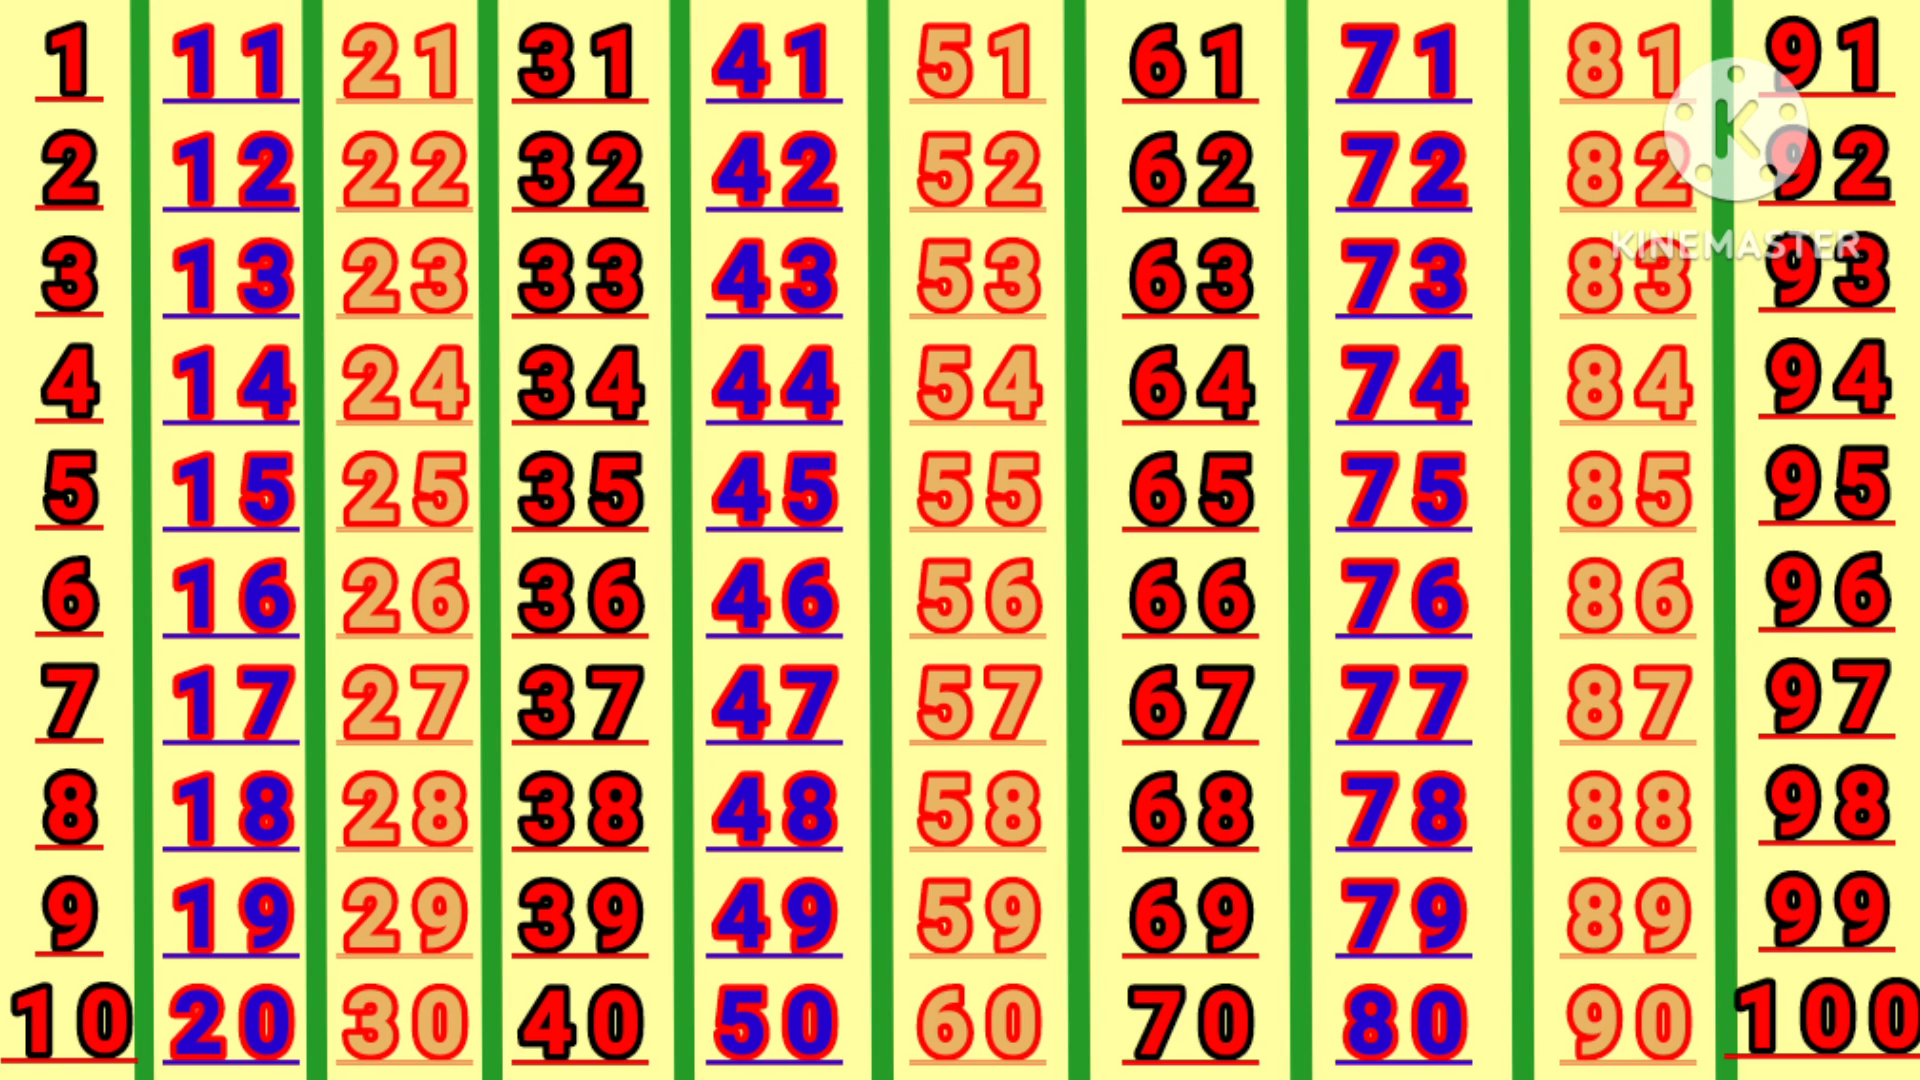 1 11 21 31 41 51 61 71 81 91
2 12 22 32 42 52 62 72 82 92
KINEMASTER
3 13 23 33 43 53 63 73 83 93
4 14 24 34 44 54 64 74 84 94
5 15 25 35 45 55 65 75 85 95
6 16 26 36 46 56 66 76 86 96
7 17 27 37 47 57 67 77 87 97
8 18 28 38 48 58 68 78 88 98
9 19 29 39 49 59 69 79 89 99
10 20 30 40 50 60 70 80 90 100